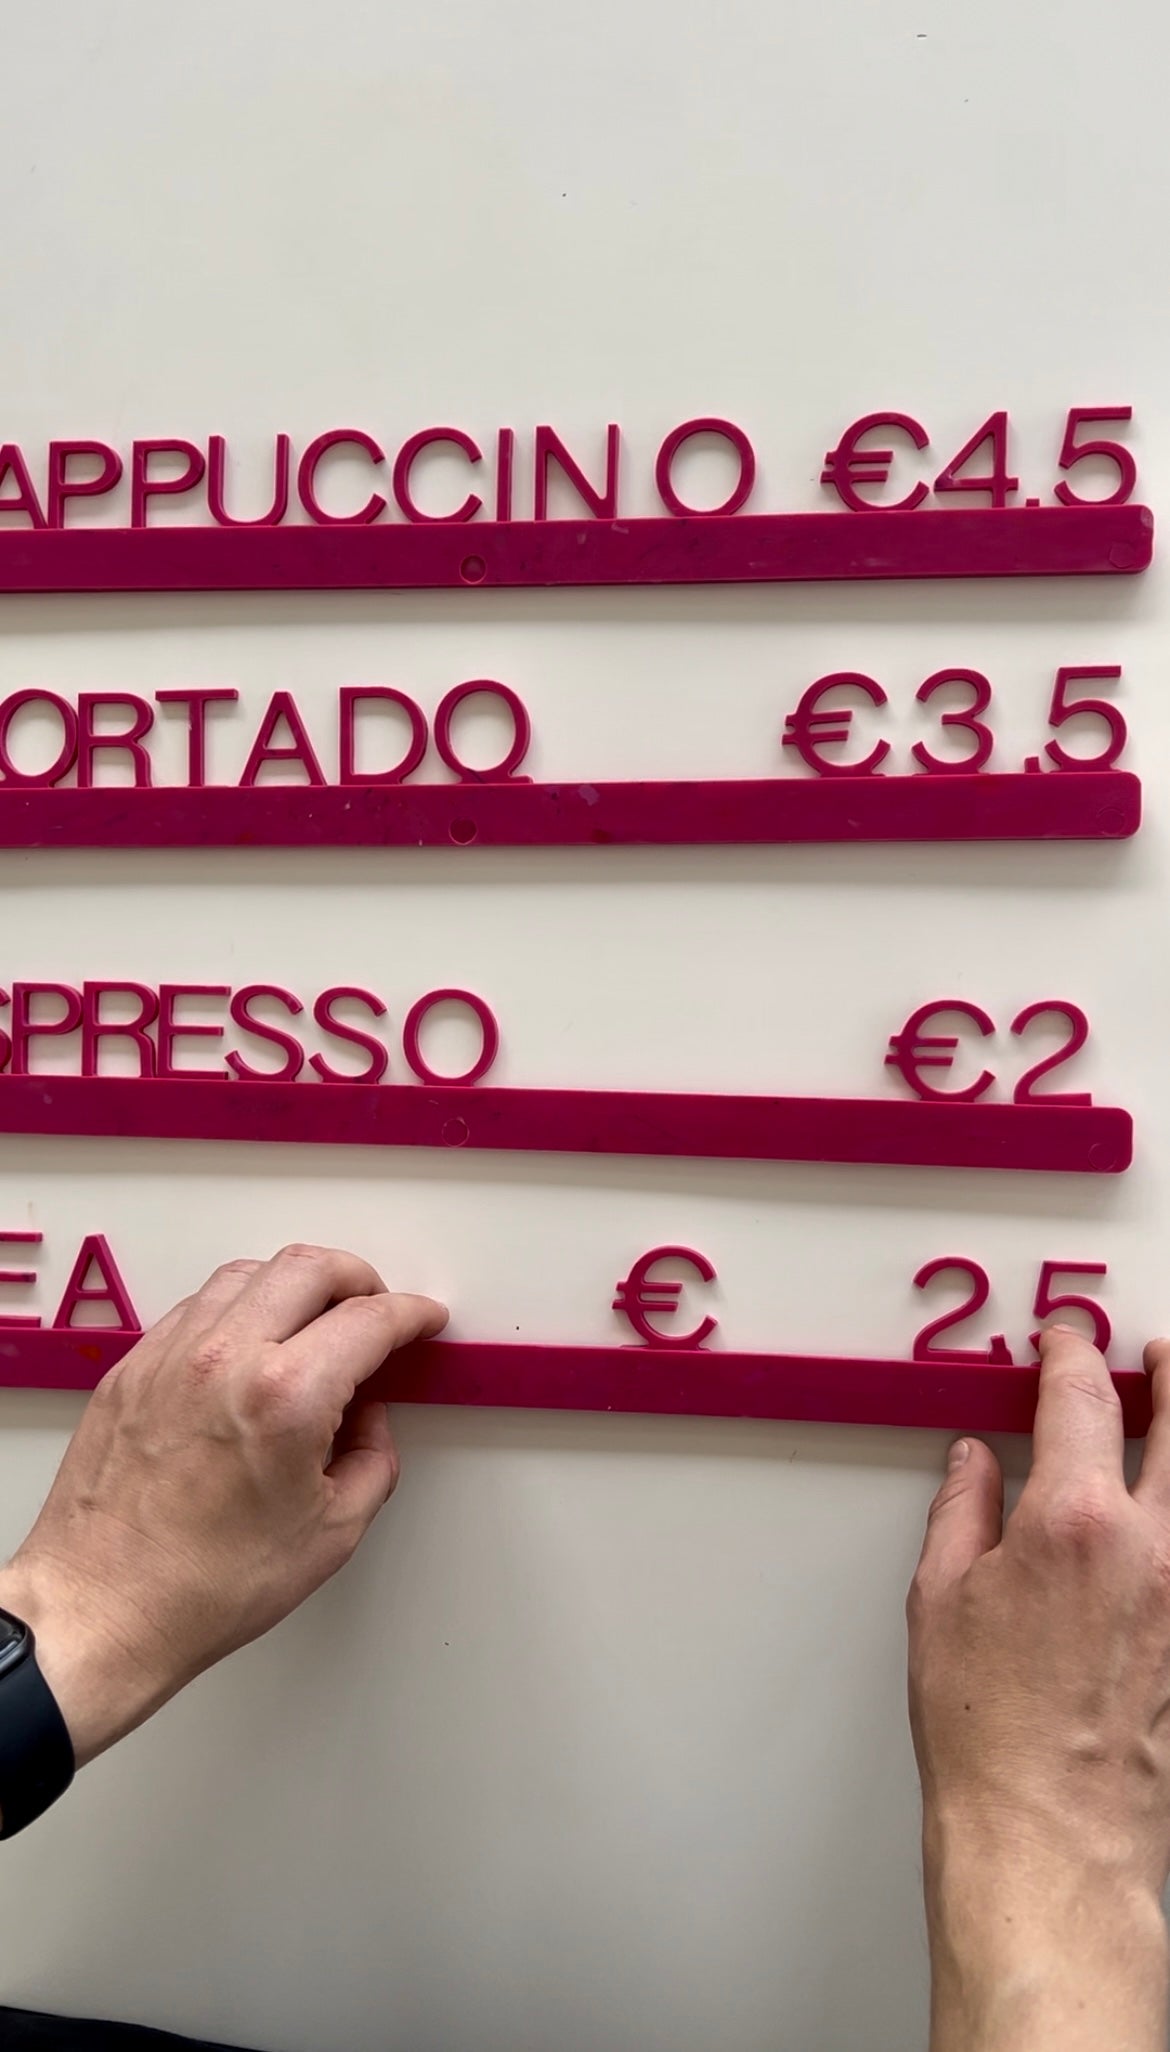 APPUCCINO €4.5
ORTADO €3.5
SPRESSO €2
EA € 2.5